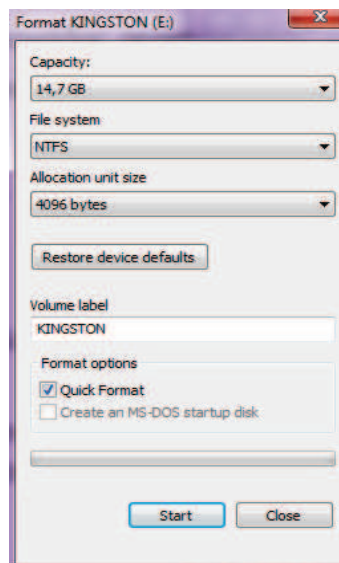 Format KINGSTON (E:)
Capacity:
14,7 GB
File system
NTFS
Allocation unit size
4096 bytes
Restore device defaults
Volume label
KINGSTON
Format options
Quick Format
Create an MS-DOS startup disk
Start
Close